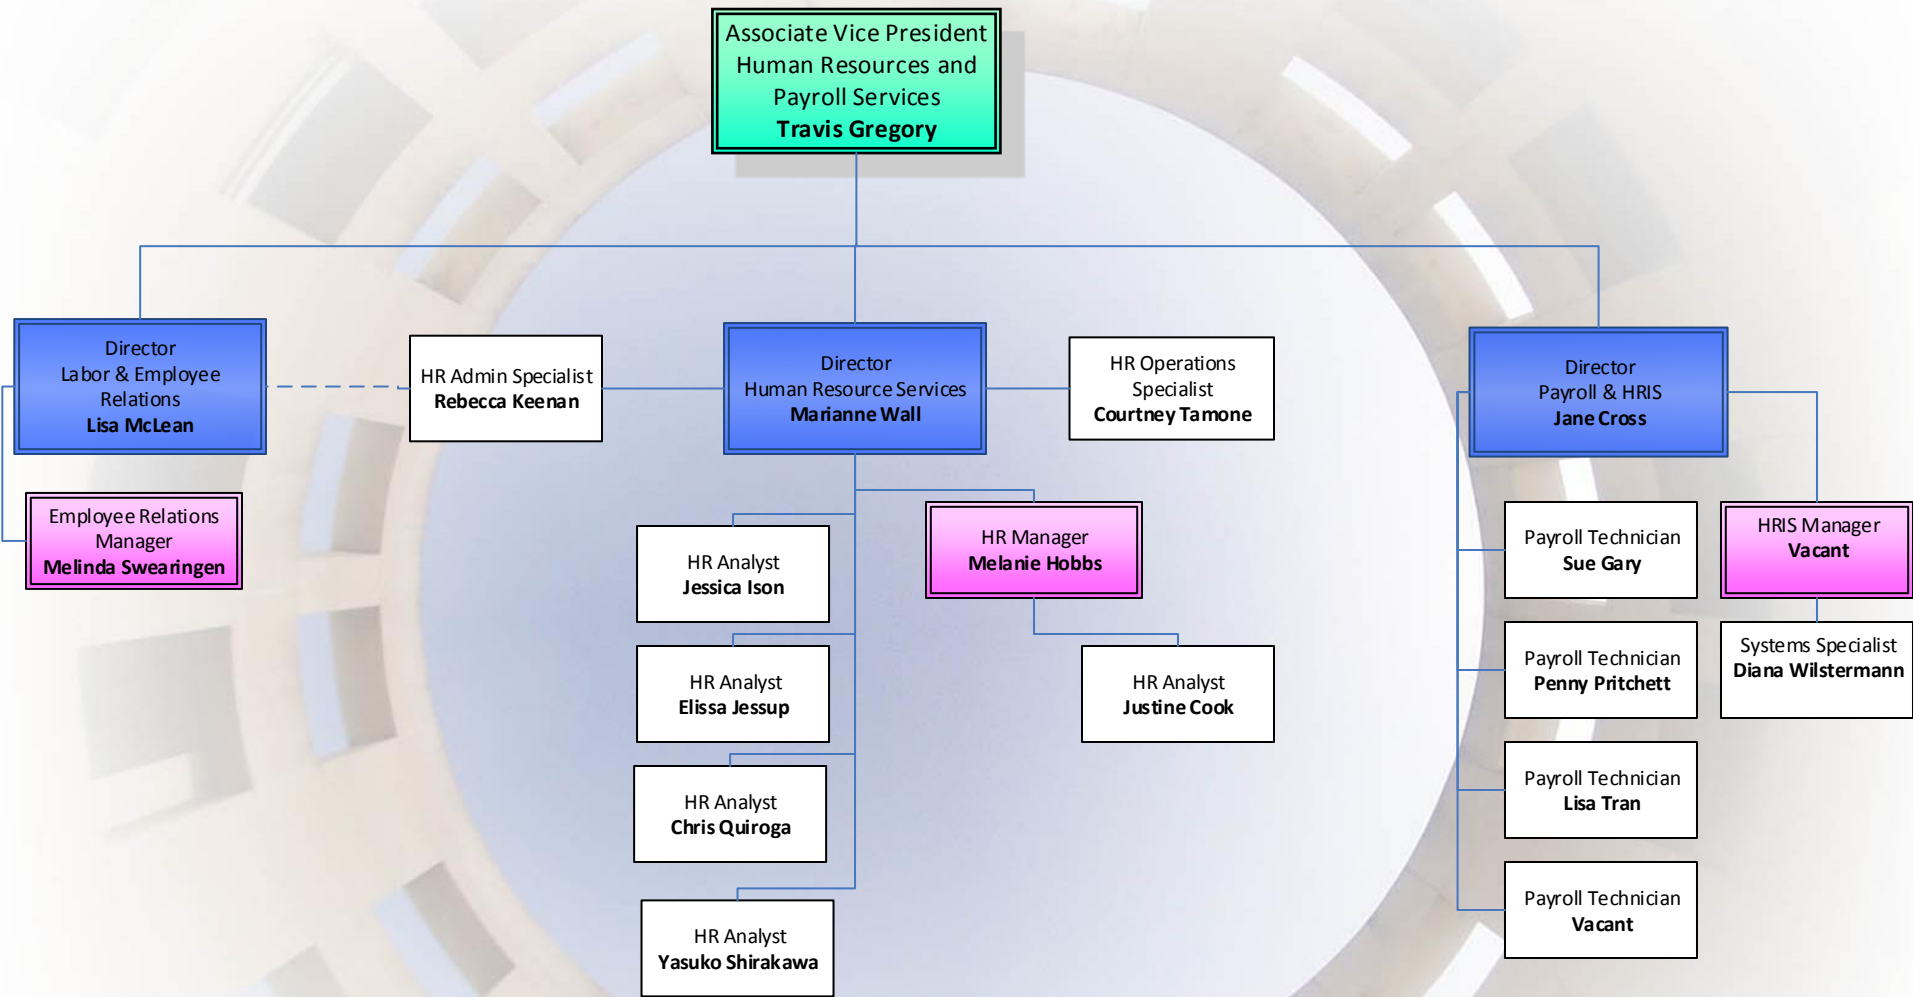 Associate Vice President
Human Resources and
Payroll Services
Travis Gregory
Director
Labor & Employee
Relations
Lisa McLean
HR Admin Specialist
Rebecca Keenan
Director
Human Resource Services
Marianne Wall
HR Operations
Specialist
Courtney Tamone
Director
Payroll & HRIS
Jane Cross
Employee Relations
Manager
Melinda Swearingen
HR Analyst
Jessica Ison
HR Manager
Melanie Hobbs
Payroll Technician
Sue Gary
HRIS Manager
Vacant
HR Analyst
Elissa Jessup
HR Analyst
Justine Cook
Payroll Technician
Penny Pritchett
Systems Specialist
Diana Wilstermann
HR Analyst
Chris Quiroga
Payroll Technician
Lisa Tran
HR Analyst
Yasuko Shirakawa
Payroll Technician
Vacant